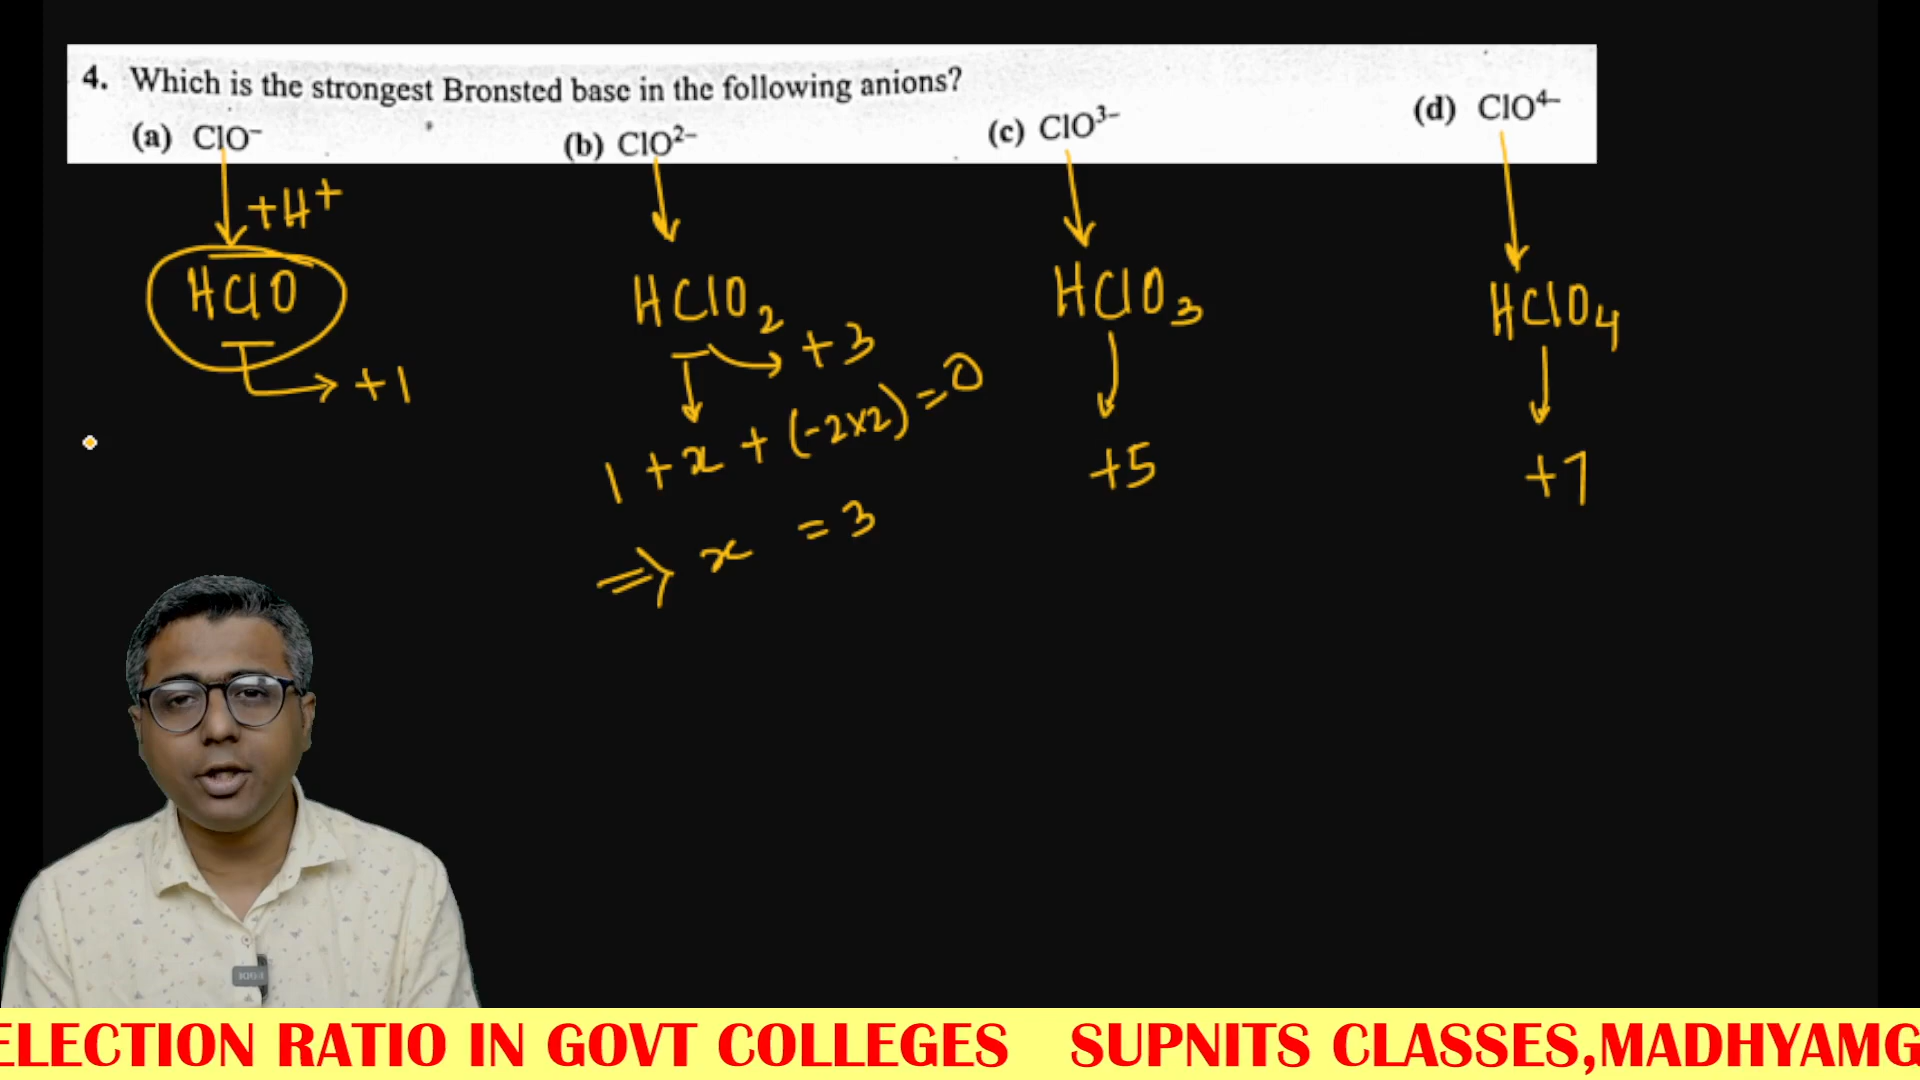 4. Which is the strongest Bronsted base in the following anions?
(a) ClO⁻ (b) ClO²⁻ (c) ClO³⁻ (d) ClO⁴⁻
+H⁺
HClO HClO₂ HClO₃ HClO₄
+3
+1
1 + x + (-2×2) = 0
+5 +7
⇒ x = 3
ELECTION RATIO IN GOVT COLLEGES SUPNITS CLASSES,MADHYAMG